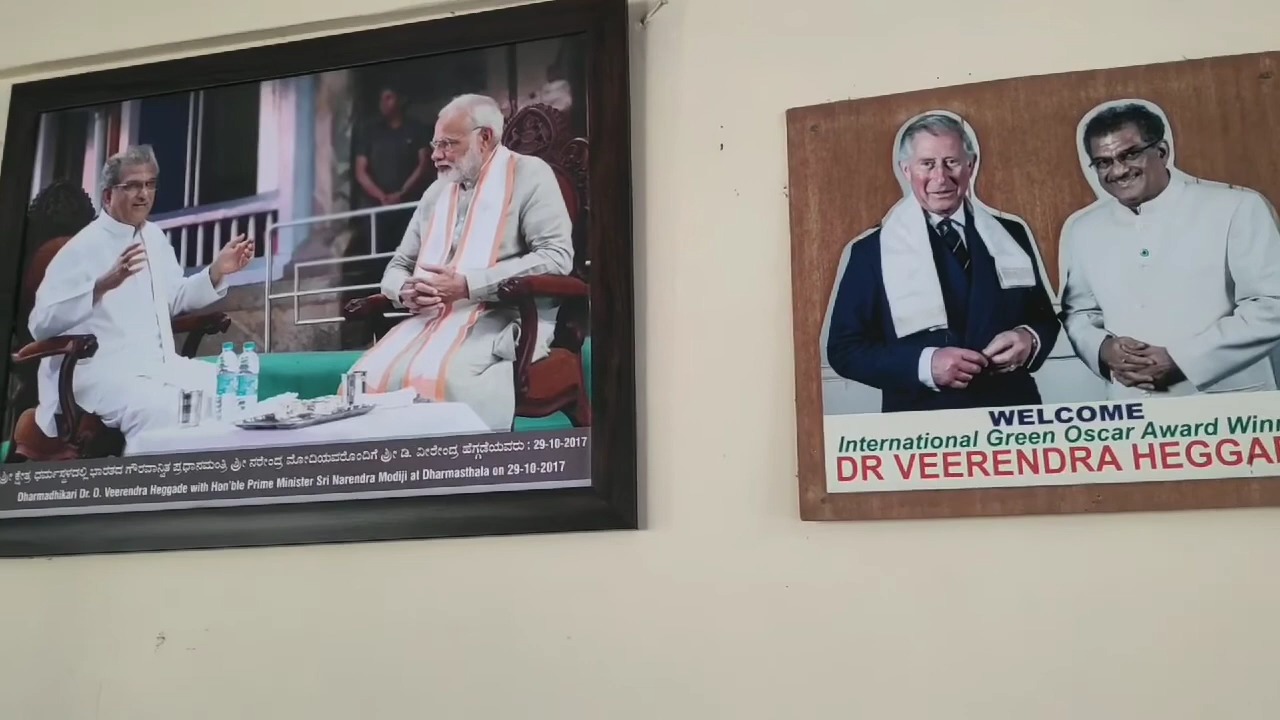 ಶ್ರೀ ಕ್ಷೇತ್ರ ಧರ್ಮಸ್ಥಳದಲ್ಲಿ ಭಾರತದ ಗೌರವಾನ್ವಿತ ಪ್ರಧಾನಮಂತ್ರಿ ಶ್ರೀ ನರೇಂದ್ರ ಮೋದಿಯವರೊಂದಿಗೆ ಶ್ರೀ ಡಿ. ವೀರೇಂದ್ರ ಹೆಗ್ಗಡೆಯವರು : 29-10-2017
Dharmadhikari Dr. D. Veerendra Heggade with Hon'ble Prime Minister Sri Narendra Modiji at Dharmasthala on 29-10-2017
WELCOME
International Green Oscar Award Winn
DR VEERENDRA HEGGAD